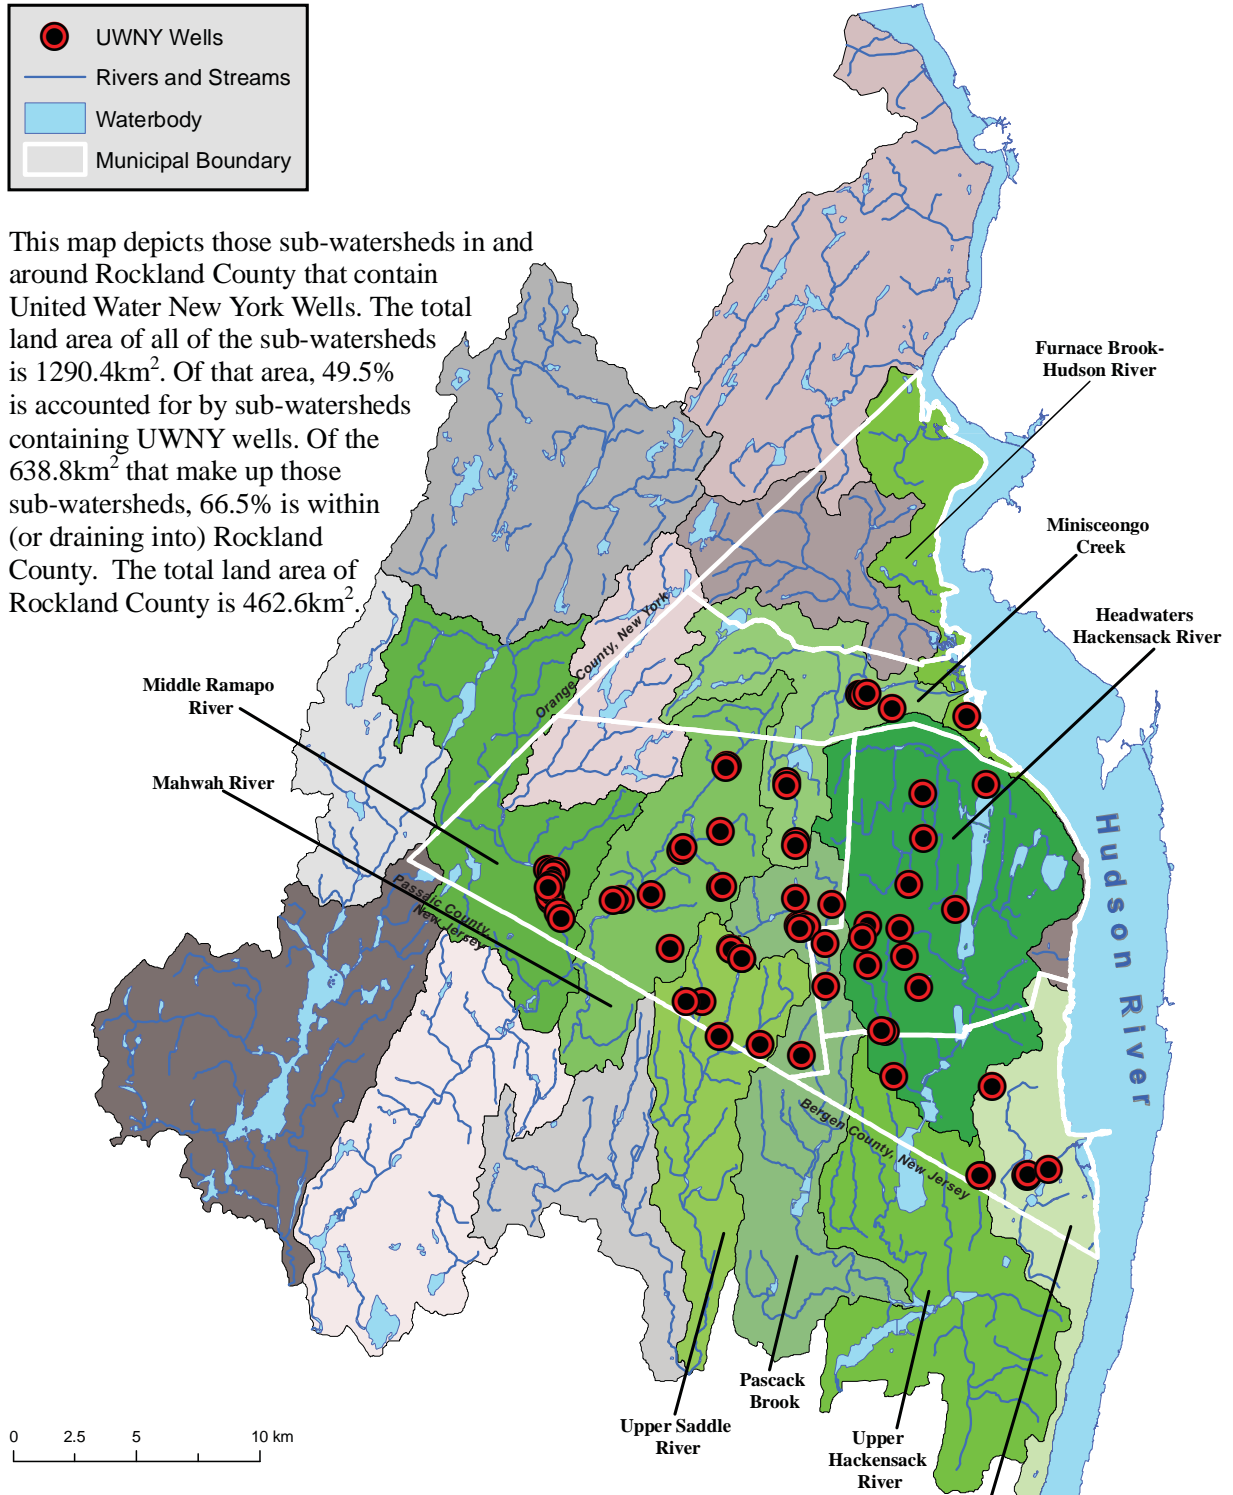 UWNY Wells
Rivers and Streams
Waterbody
Municipal Boundary
This map depicts those sub-watersheds in and
around Rockland County that contain
United Water New York Wells. The total
land area of all of the sub-watersheds
is 1290.4km². Of that area, 49.5%
is accounted for by sub-watersheds
containing UWNY wells. Of the
638.8km² that make up those
sub-watersheds, 66.5% is within
(or draining into) Rockland
County. The total land area of
Rockland County is 462.6km².
Furnace Brook-
Hudson River
Minisceongo
Creek
Headwaters
Hackensack River
Middle Ramapo
River
Mahwah River
Orange County, New York
Passaic County,
New Jersey
Bergen County, New Jersey
Hudson River
Pascack
Brook
Upper Saddle
River
Upper
Hackensack
River
0 2.5 5 10 km